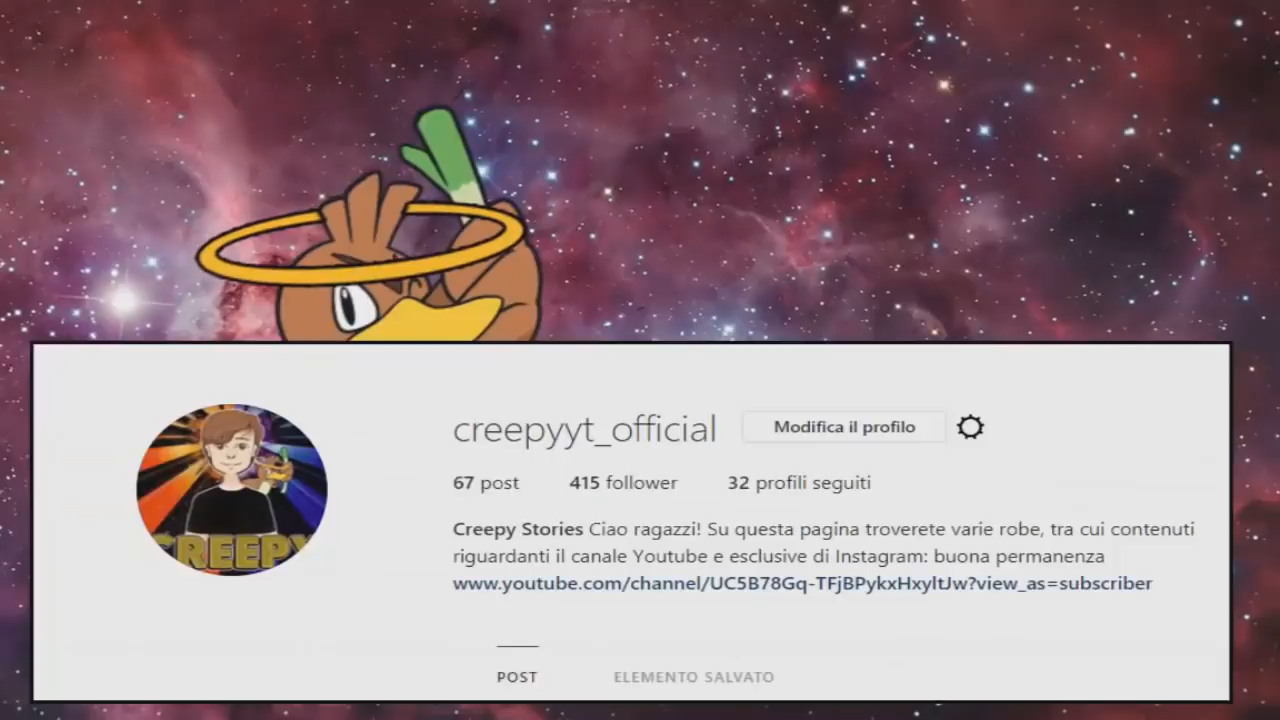 creepyyt_official Modifica il profilo
67 post 415 follower 32 profili seguiti
Creepy Stories Ciao ragazzi! Su questa pagina troverete varie robe, tra cui contenuti
riguardanti il canale Youtube e esclusive di Instagram: buona permanenza
www.youtube.com/channel/UC5B78Gq-TFjBPykxHxyltJw?view_as=subscriber
CREEPY
POST ELEMENTO SALVATO